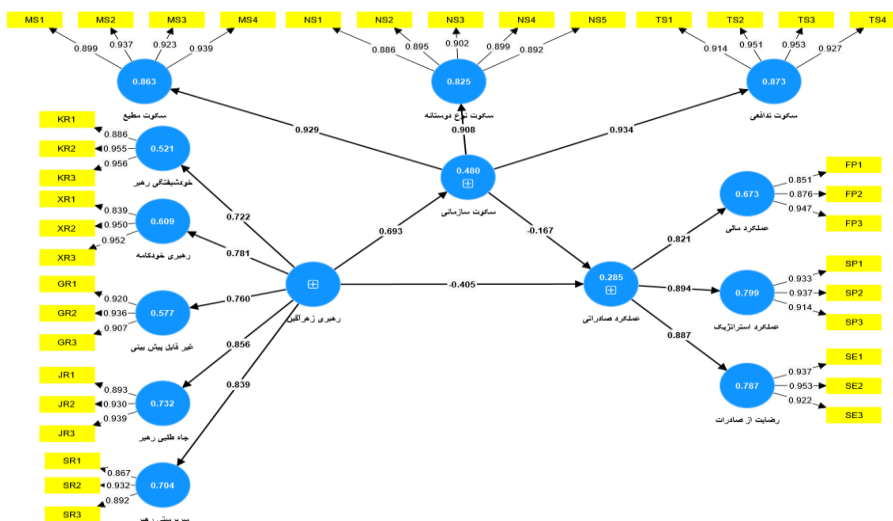 MS1 MS2 MS3 MS4 NS1 NS2 NS3 NS4 NS5 TS1 TS2 TS3 TS4
0.899 0.937 0.923 0.939 0.886 0.895 0.902 0.899 0.892 0.914 0.951 0.953 0.927
0.863 0.825 0.873
سکوت مطیع
سکوت نوع دوستانه
سکوت تدافعی
0.929 0.908 0.934
KR1
KR2
KR3
0.886
0.955
0.956
0.521
خودشیفتگی رهبر
0.722
XR1
XR2
XR3
0.839
0.950
0.952
0.609
رهبری خودکامه
0.781
GR1
GR2
GR3
0.920
0.936
0.907
0.577
غیر قابل پیش بینی
0.760
JR1
JR2
JR3
0.893
0.930
0.939
0.732
جاه طلبی رهبر
0.856
SR1
SR2
SR3
0.867
0.932
0.892
0.704
رهبر
0.839
رهبری زهرآگین
0.693
0.480
سکوت سازمانی
-0.167
-0.405
0.285
عملکرد صادراتی
0.821
0.894
0.887
0.673
عملکرد مالی
0.851
0.876
0.947
FP1
FP2
FP3
0.799
عملکرد استراتژیک
0.933
0.937
0.914
SP1
SP2
SP3
0.787
رضایت از صادرات
0.937
0.953
0.922
SE1
SE2
SE3